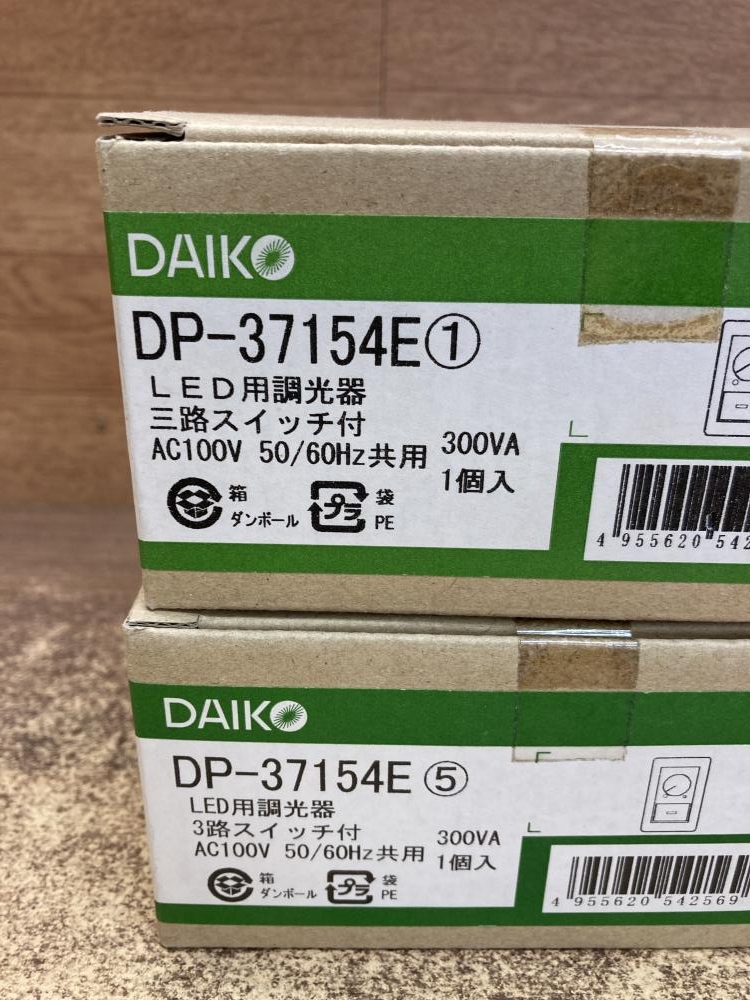 DAIKO
DP-37154E①
LED用調光器
三路スイッチ付
AC100V 50/60Hz共用 300VA
1個入
箱
ダンボール
プラ
袋
PE
4 955620 542
DAIKO
DP-37154E⑤
LED用調光器
3路スイッチ付
AC100V 50/60Hz共用 300VA
1個入
箱
ダンボール
プラ
袋
PE
4 955620 542569